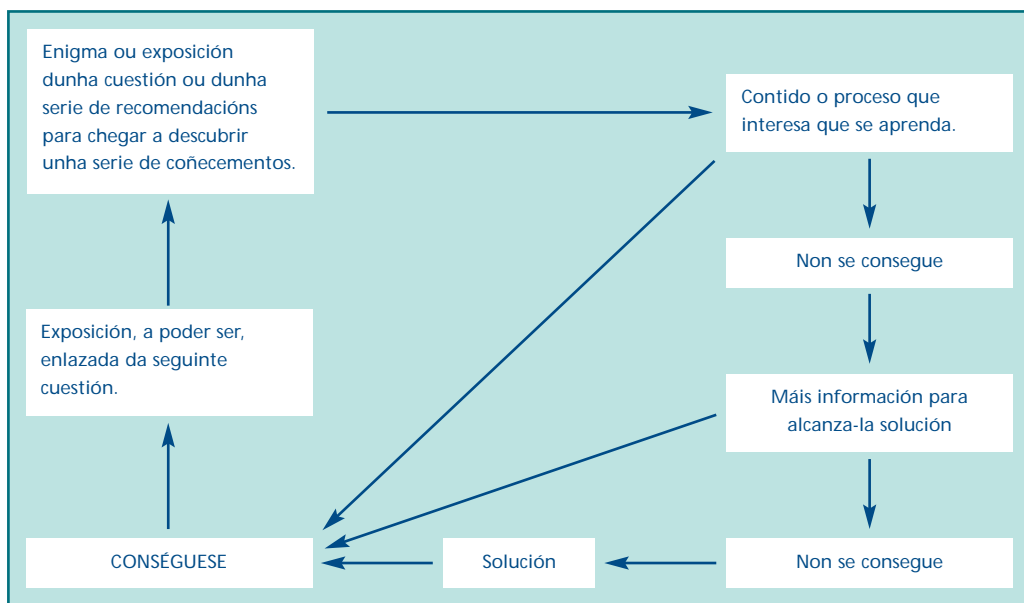 Enigma ou exposición
dunha cuestión ou dunha
serie de recomendacións
para chegar a descubrir
unha serie de coñecementos.
Contido o proceso que
interesa que se aprenda.
Non se consegue
Exposición, a poder ser,
enlazada da seguinte
cuestión.
Máis información para
alcanza-la solución
CONSÉGUESE
Solución
Non se consegue